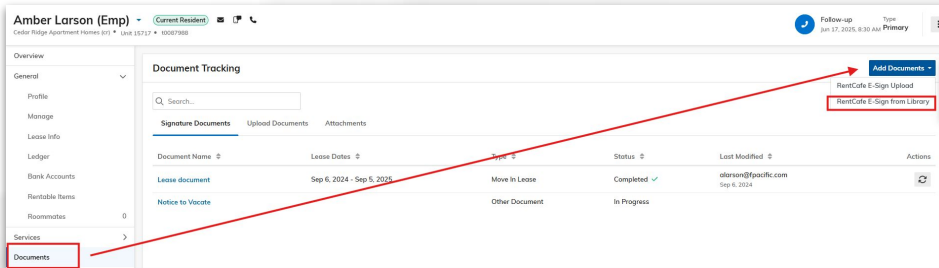 Amber Larson (Emp)
Current Resident
Cedar Ridge Apartment Homes (cr) • Unit 15717 • t0087988
Follow-up
Jun 17, 2025, 8:30 AM
Type
Primary
Overview
General
Profile
Manage
Lease Info
Ledger
Bank Accounts
Rentable Items
Roommates 0
Services
Documents
Document Tracking
Add Documents
RentCafe E-Sign Upload
RentCafe E-Sign from Library
Search...
Signature Documents Upload Documents Attachments
Document Name Lease Dates Type Status Last Modified Actions
Lease document Sep 6, 2024 - Sep 5, 2025 Move In Lease Completed alarson@fpacific.com
Sep 6, 2024
Notice to Vacate Other Document In Progress